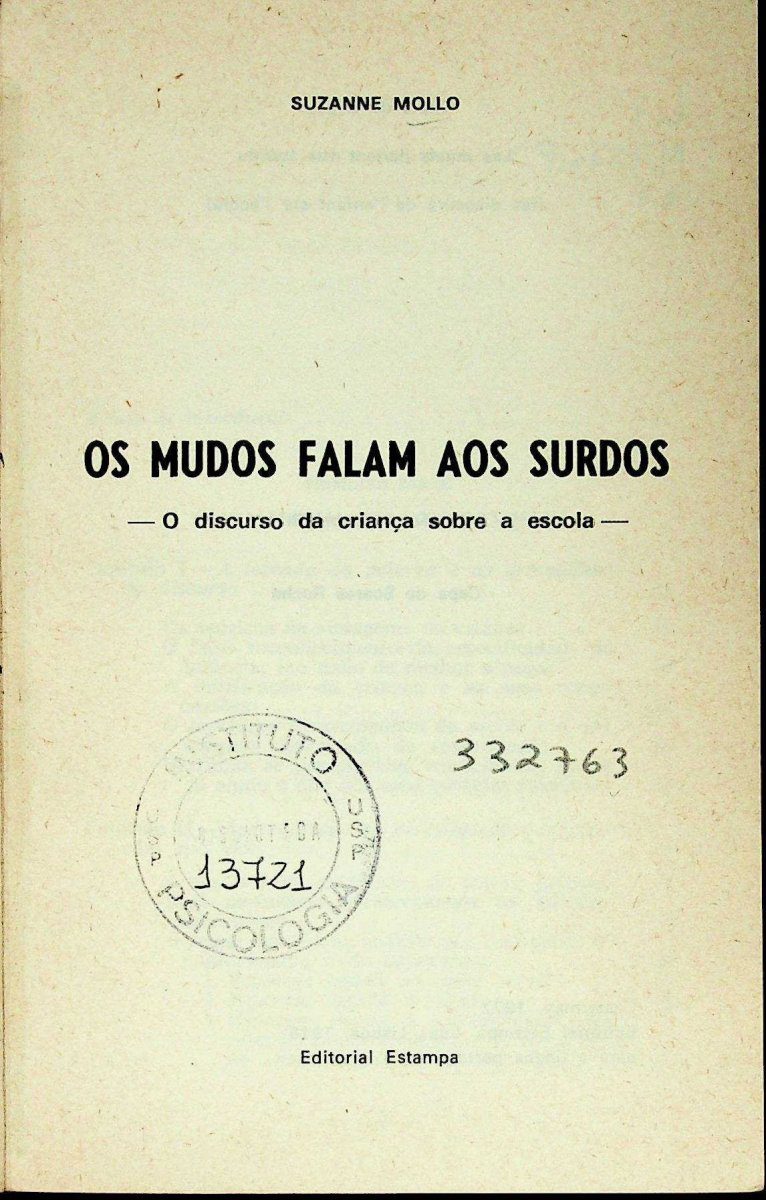 SUZANNE MOLLO
OS MUDOS FALAM AOS SURDOS
— O discurso da criança sobre a escola —
332763
INSTITUTO
USP
USP
13721
PSICOLOGIA
Editorial Estampa